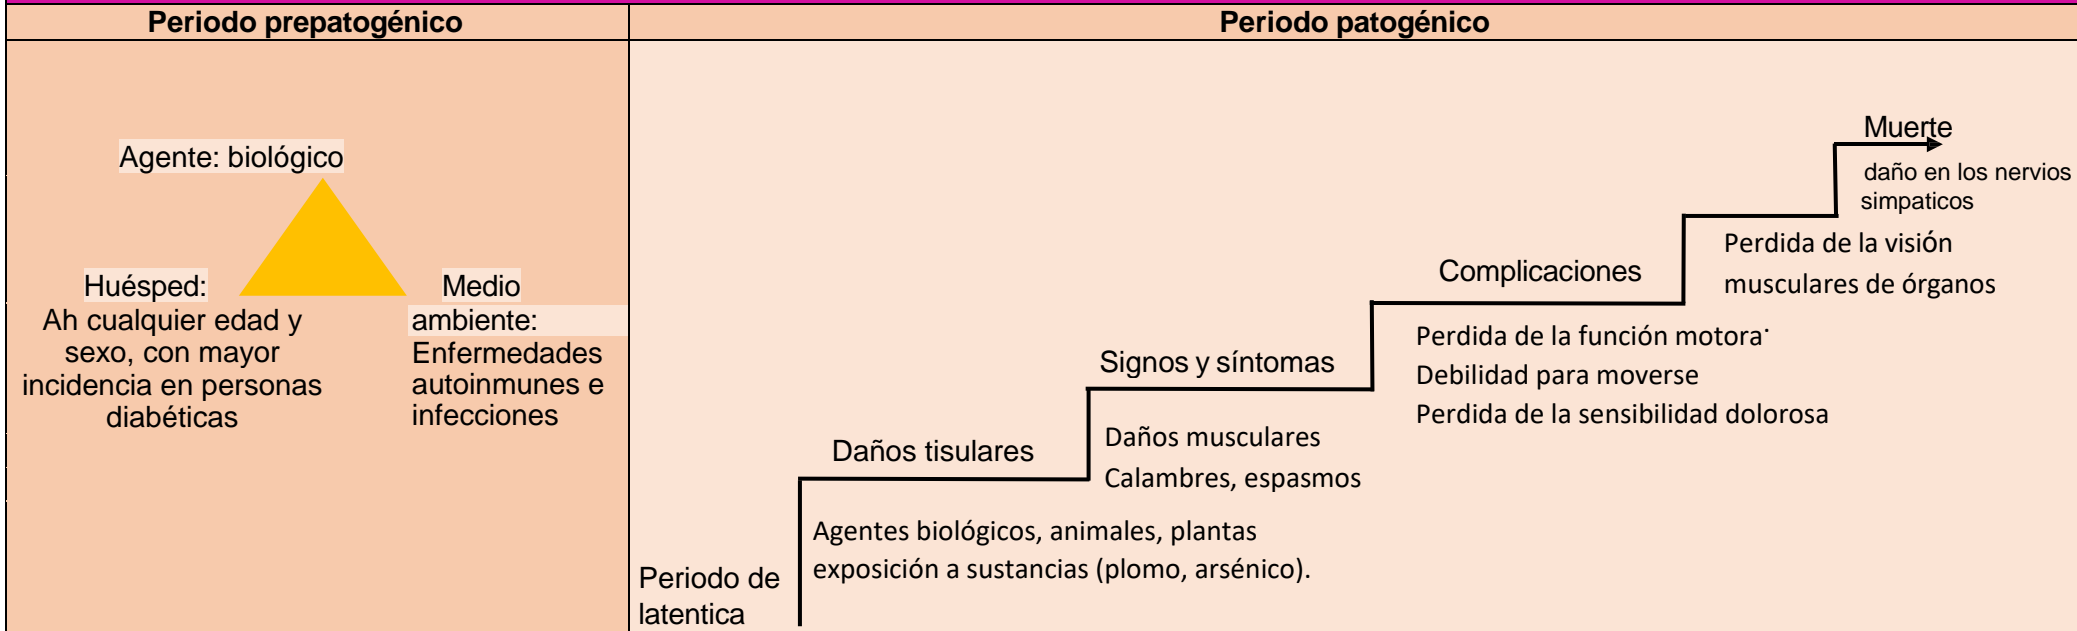 Periodo prepatogénico
Periodo patogénico
Agente: biológico
Huésped:
Ah cualquier edad y
sexo, con mayor
incidencia en personas
diabéticas
Medio
ambiente:
Enfermedades
autoinmunes e
infecciones
Periodo de
latentica
Daños tisulares
Agentes biológicos, animales, plantas
exposición a sustancias (plomo, arsénico).
Signos y síntomas
Daños musculares
Calambres, espasmos
Complicaciones
Perdida de la función motora.
Debilidad para moverse
Perdida de la sensibilidad dolorosa
Perdida de la visión
musculares de órganos
Muerte
daño en los nervios
simpaticos